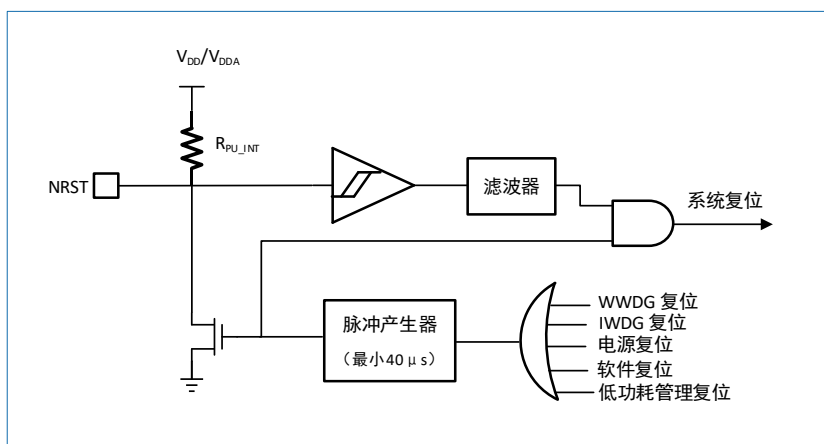 VDD/VDDA
RPU_INT
NRST
滤波器
系统复位
脉冲产生器
(最小40μs)
WWDG 复位
IWDG 复位
电源复位
软件复位
低功耗管理复位